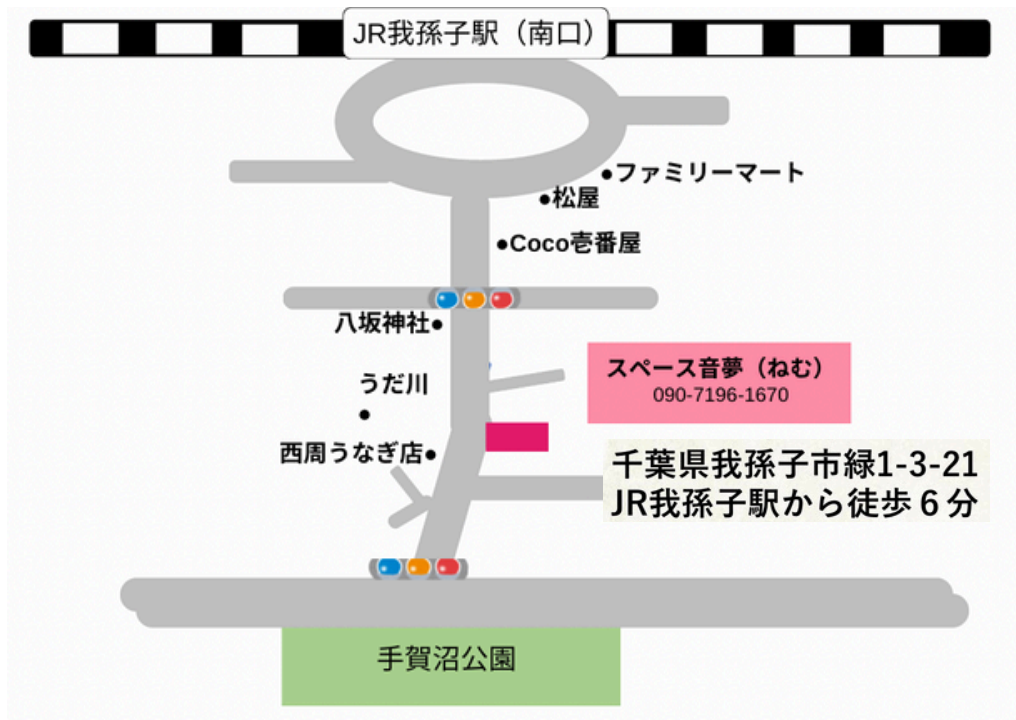 JR我孫子駅（南口）
●ファミリーマート
●松屋
●Coco壱番屋
八坂神社●
スペース音夢（ねむ）
090-7196-1670
うだ川
●
西周うなぎ店●
千葉県我孫子市緑1-3-21
JR我孫子駅から徒歩６分
手賀沼公園